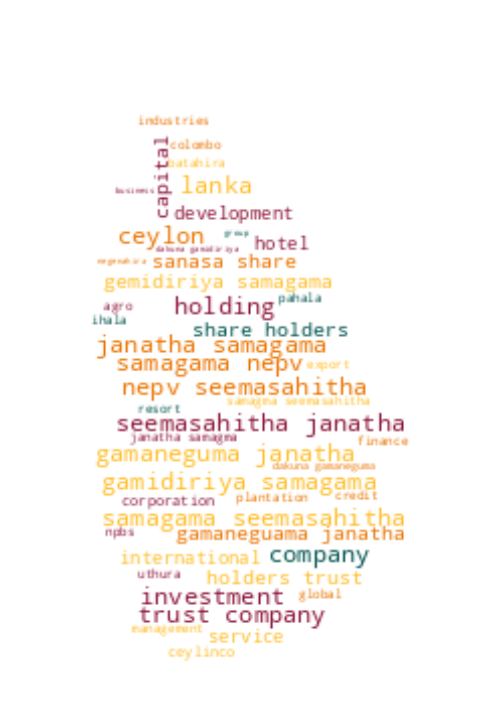 industries
capital
colombo
batahira
business
lanka
development
ceylon
group
hotel
dakuna gamidiriya
negenahira
sanasa share
gemidiriya samagama
agro
holding
pahala
ihala
share holders
janatha samagama
samagama nepv
export
nepv seemasahitha
samagma seemasahitha
resort
seemasahitha janatha
janatha samagma
finance
gamaneguma janatha
dakuna gamaneguma
gamidiriya samagama
corporation
plantation
credit
samagama seemasahitha
npbs
gamaneguama janatha
international
company
uthura
holders trust
investment
global
trust company
management
service
ceylinco